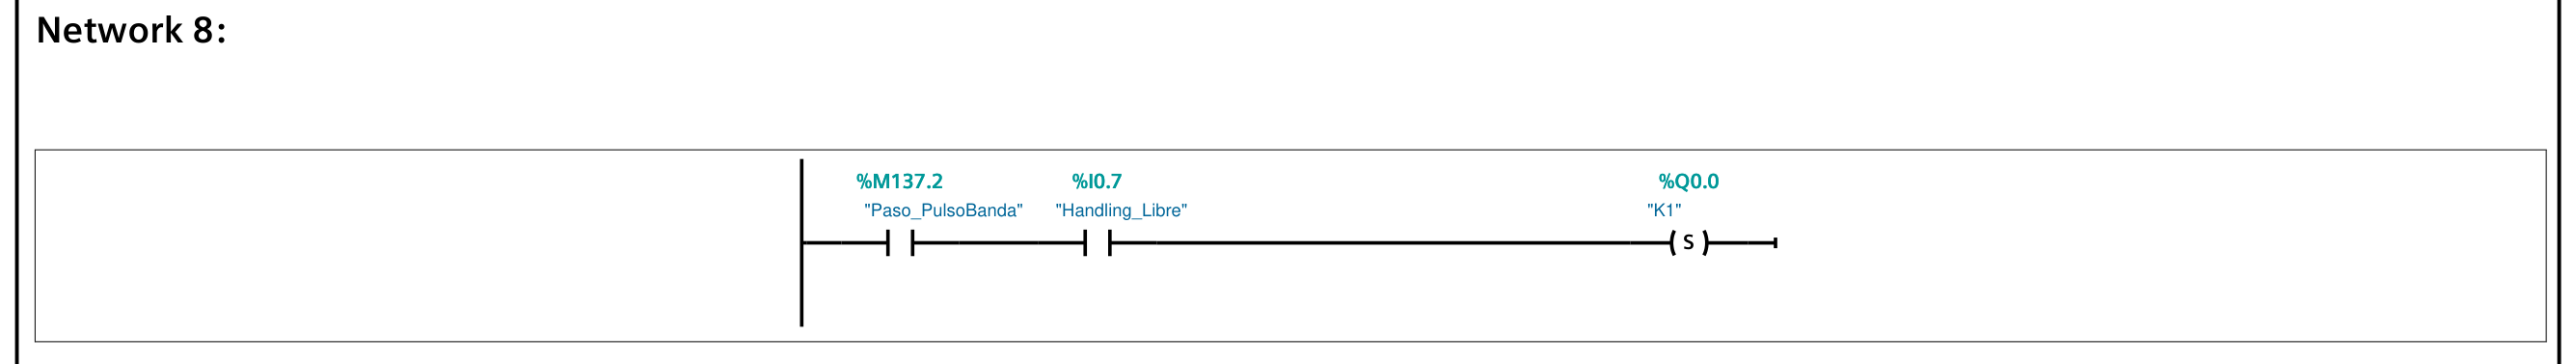 Network 8:
%M137.2 %I0.7 %Q0.0
"Paso_PulsoBanda" "Handling_Libre" "K1"
S